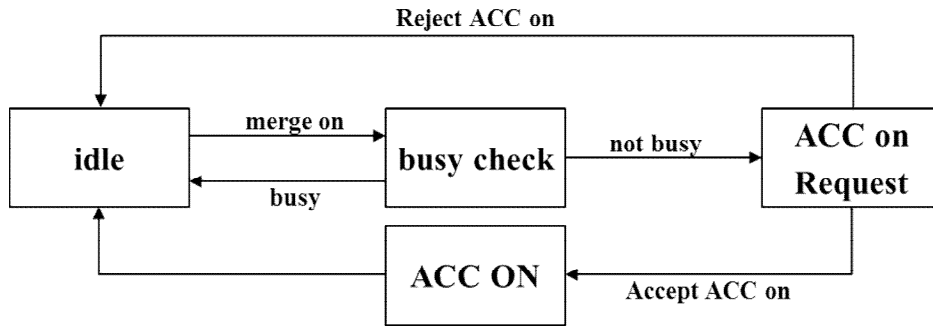 Reject ACC on
idle
merge on
busy
busy check
not busy
ACC on
Request
ACC ON
Accept ACC on